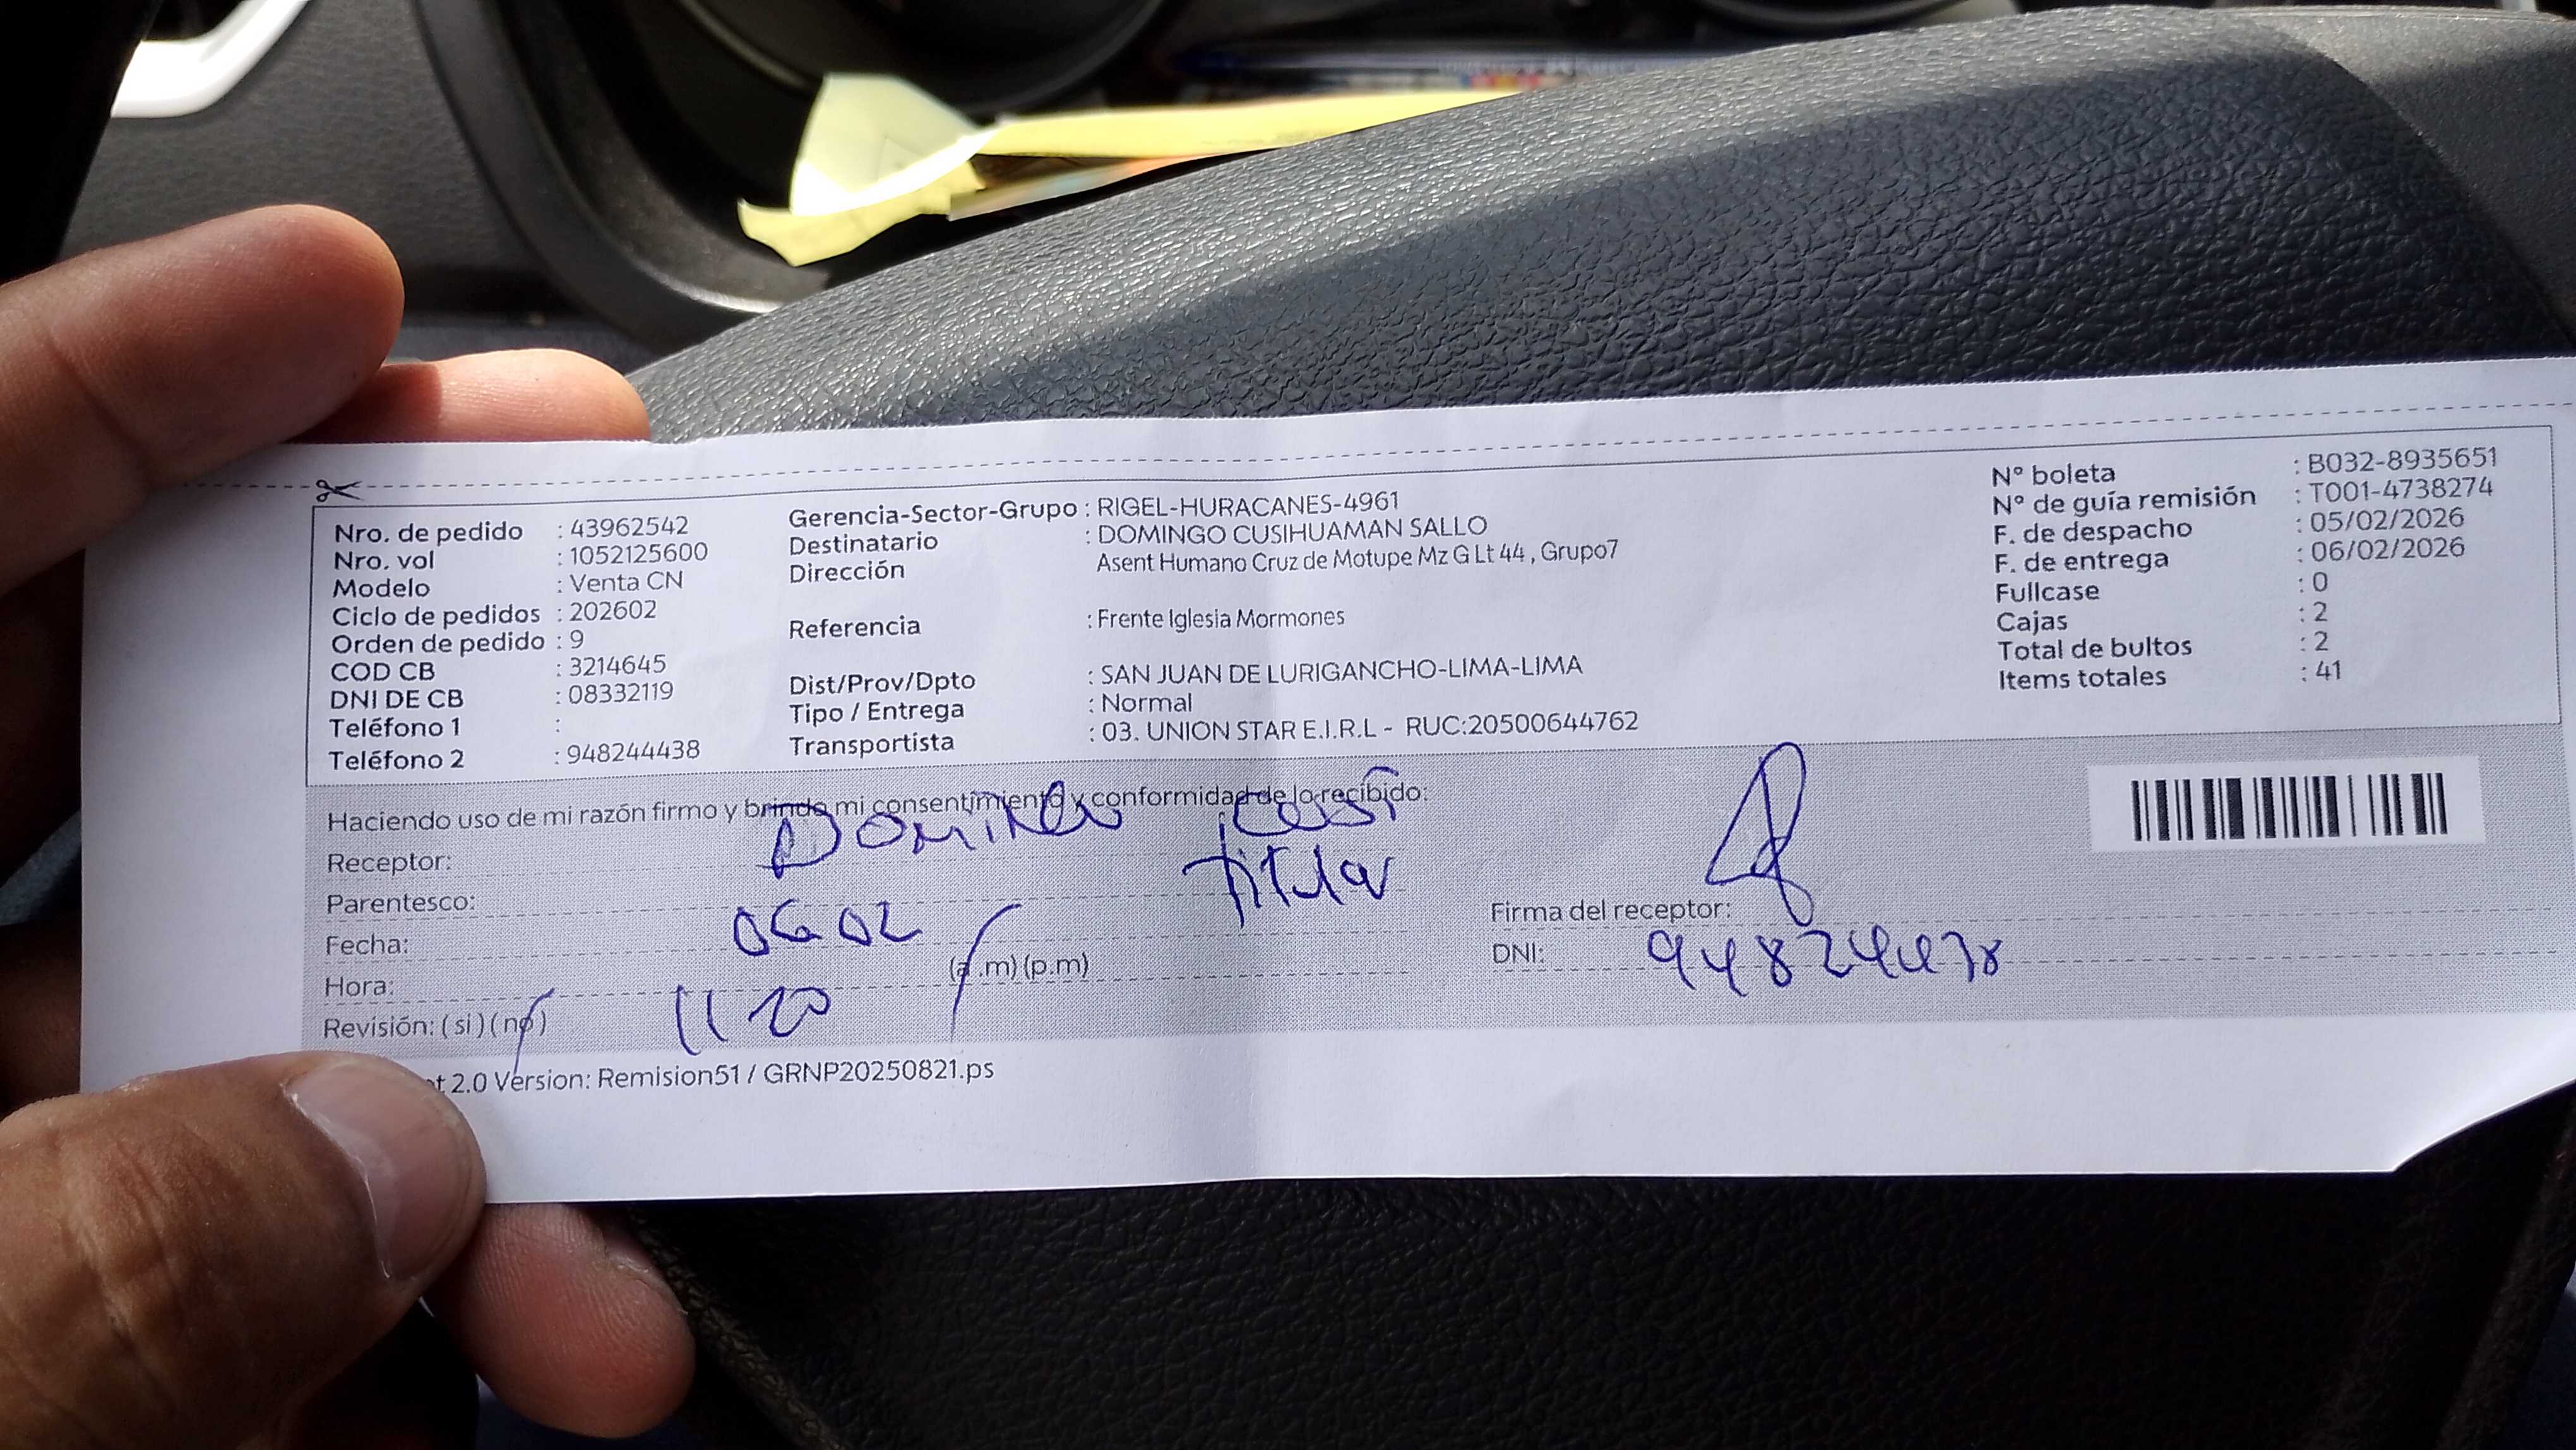 Nro. de pedido : 43962542
Nro. vol : 1052125600
Modelo : Venta CN
Ciclo de pedidos : 202602
Orden de pedido : 9
COD CB : 3214645
DNI DE CB : 08332119
Teléfono 1 :
Teléfono 2 : 948244438
Gerencia-Sector-Grupo : RIGEL-HURACANES-4961
Destinatario : DOMINGO CUSIHUAMAN SALLO
Dirección Asent Humano Cruz de Motupe Mz G Lt 44 , Grupo7
Referencia : Frente Iglesia Mormones
Dist/Prov/Dpto : SAN JUAN DE LURIGANCHO-LIMA-LIMA
Tipo / Entrega : Normal
Transportista : 03. UNION STAR E.I.R.L - RUC:20500644762
N° boleta : B032-8935651
N° de guía remisión : T001-4738274
F. de despacho : 05/02/2026
F. de entrega : 06/02/2026
Fullcase : 0
Cajas : 2
Total de bultos : 2
Items totales : 41
Haciendo uso de mi razón firmo y brindo mi consentimiento y conformidad de lo recibido:
Receptor:
Parentesco: Titular
Fecha: 06 02
Hora: 11 20 (a.m) (p.m)
Revisión: ( si ) ( no )
Firma del receptor:
DNI: 948244438
2.0 Version: Remision51 / GRNP20250821.ps